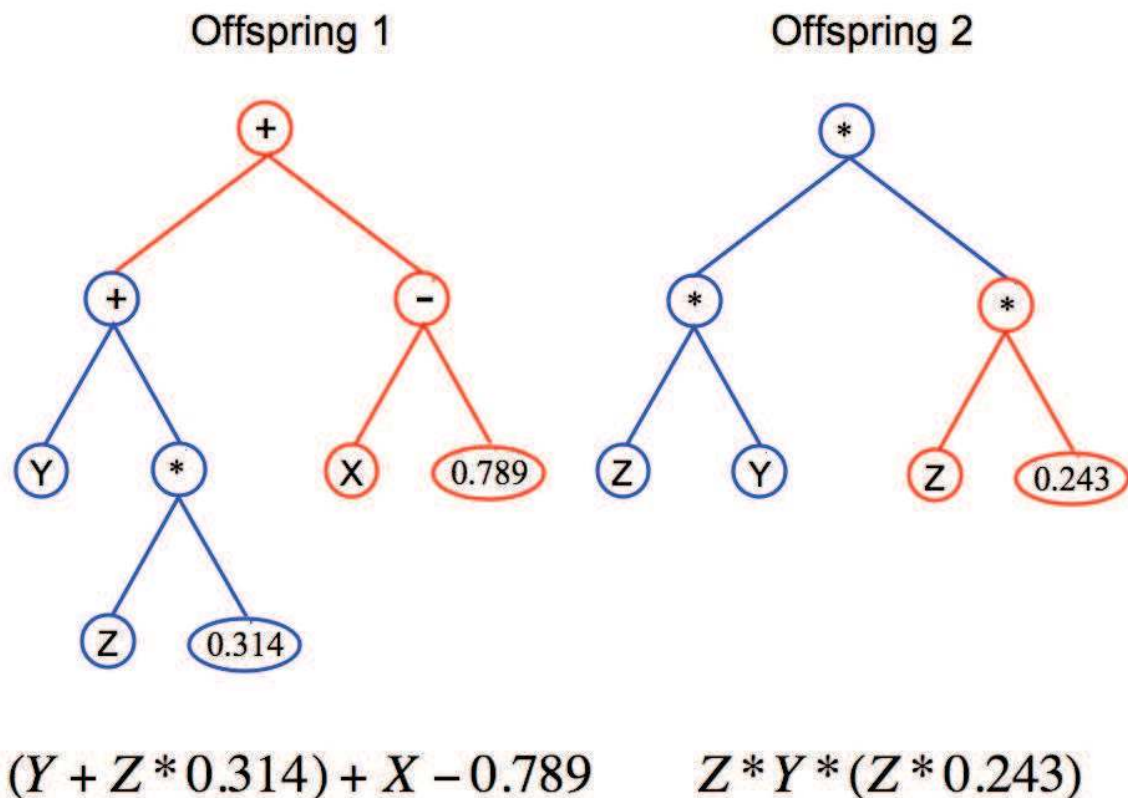 Offspring 1 Offspring 2
+ *
+ - * *
Y * X 0.789 Z Y Z 0.243
Z 0.314
(Y + Z * 0.314) + X - 0.789 Z * Y * (Z * 0.243)